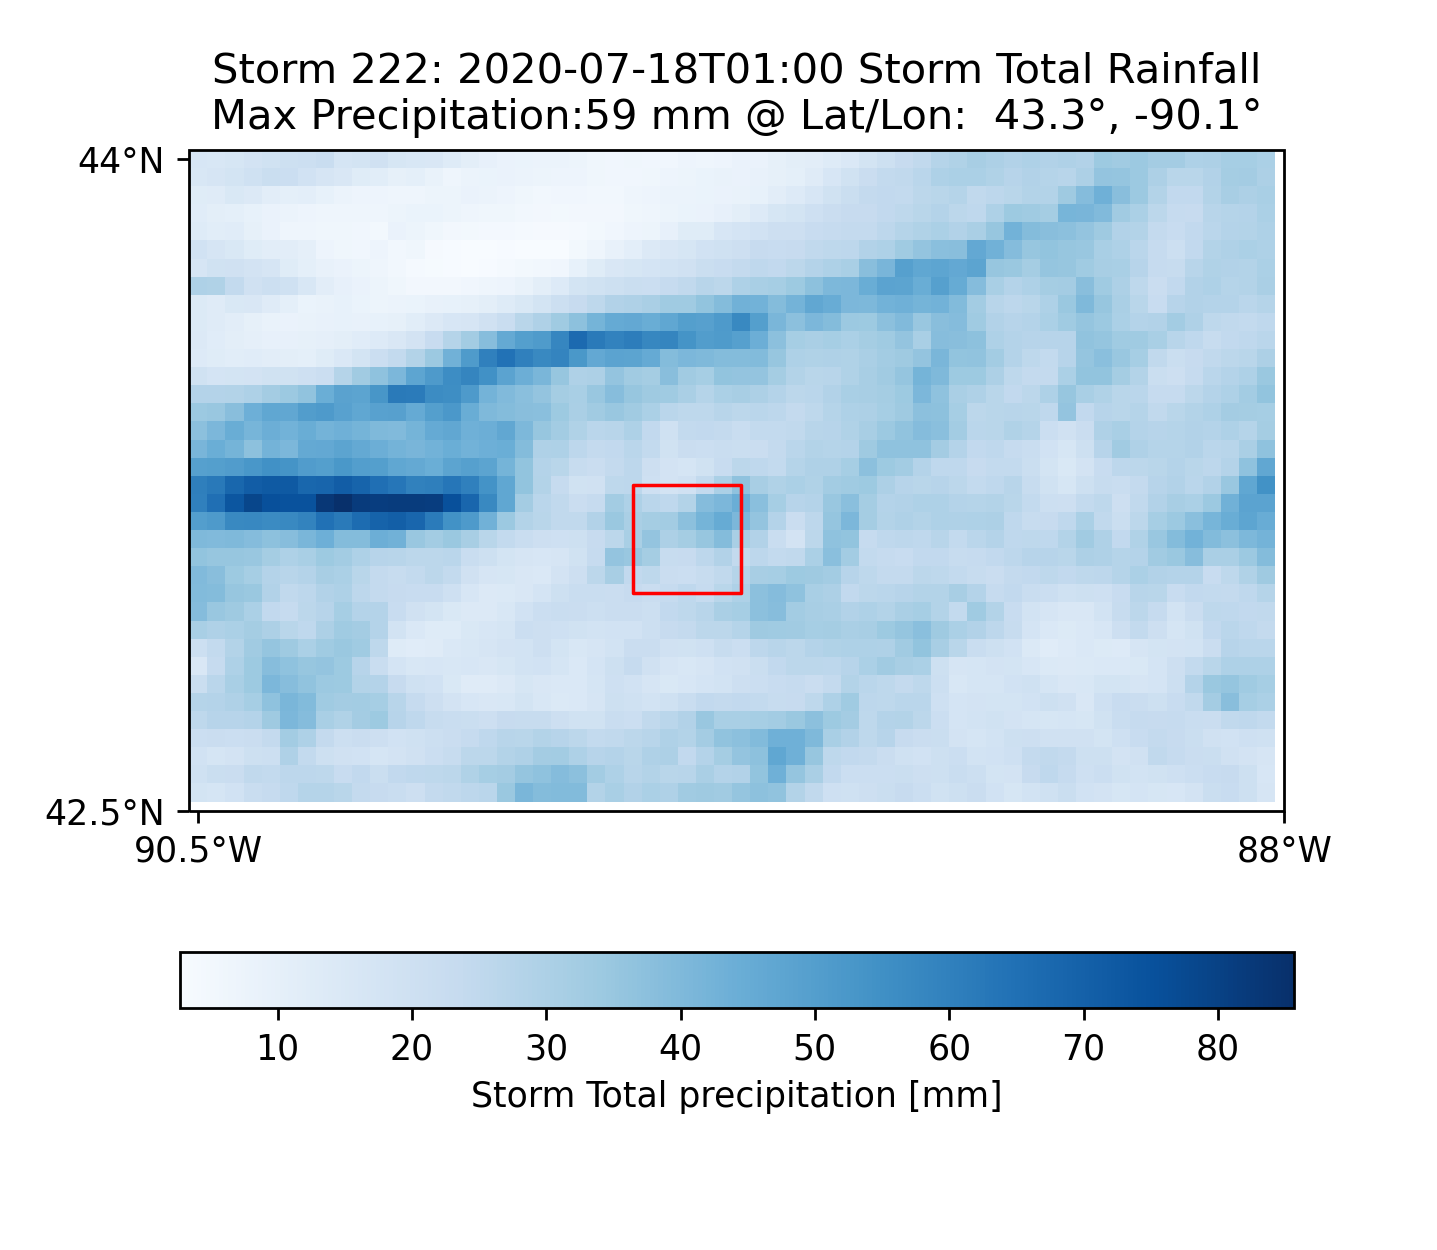 Storm 222: 2020-07-18T01:00 Storm Total Rainfall
Max Precipitation:59 mm @ Lat/Lon:  43.3°, -90.1°
44°N
42.5°N
90.5°W 88°W
10 20 30 40 50 60 70 80
Storm Total precipitation [mm]